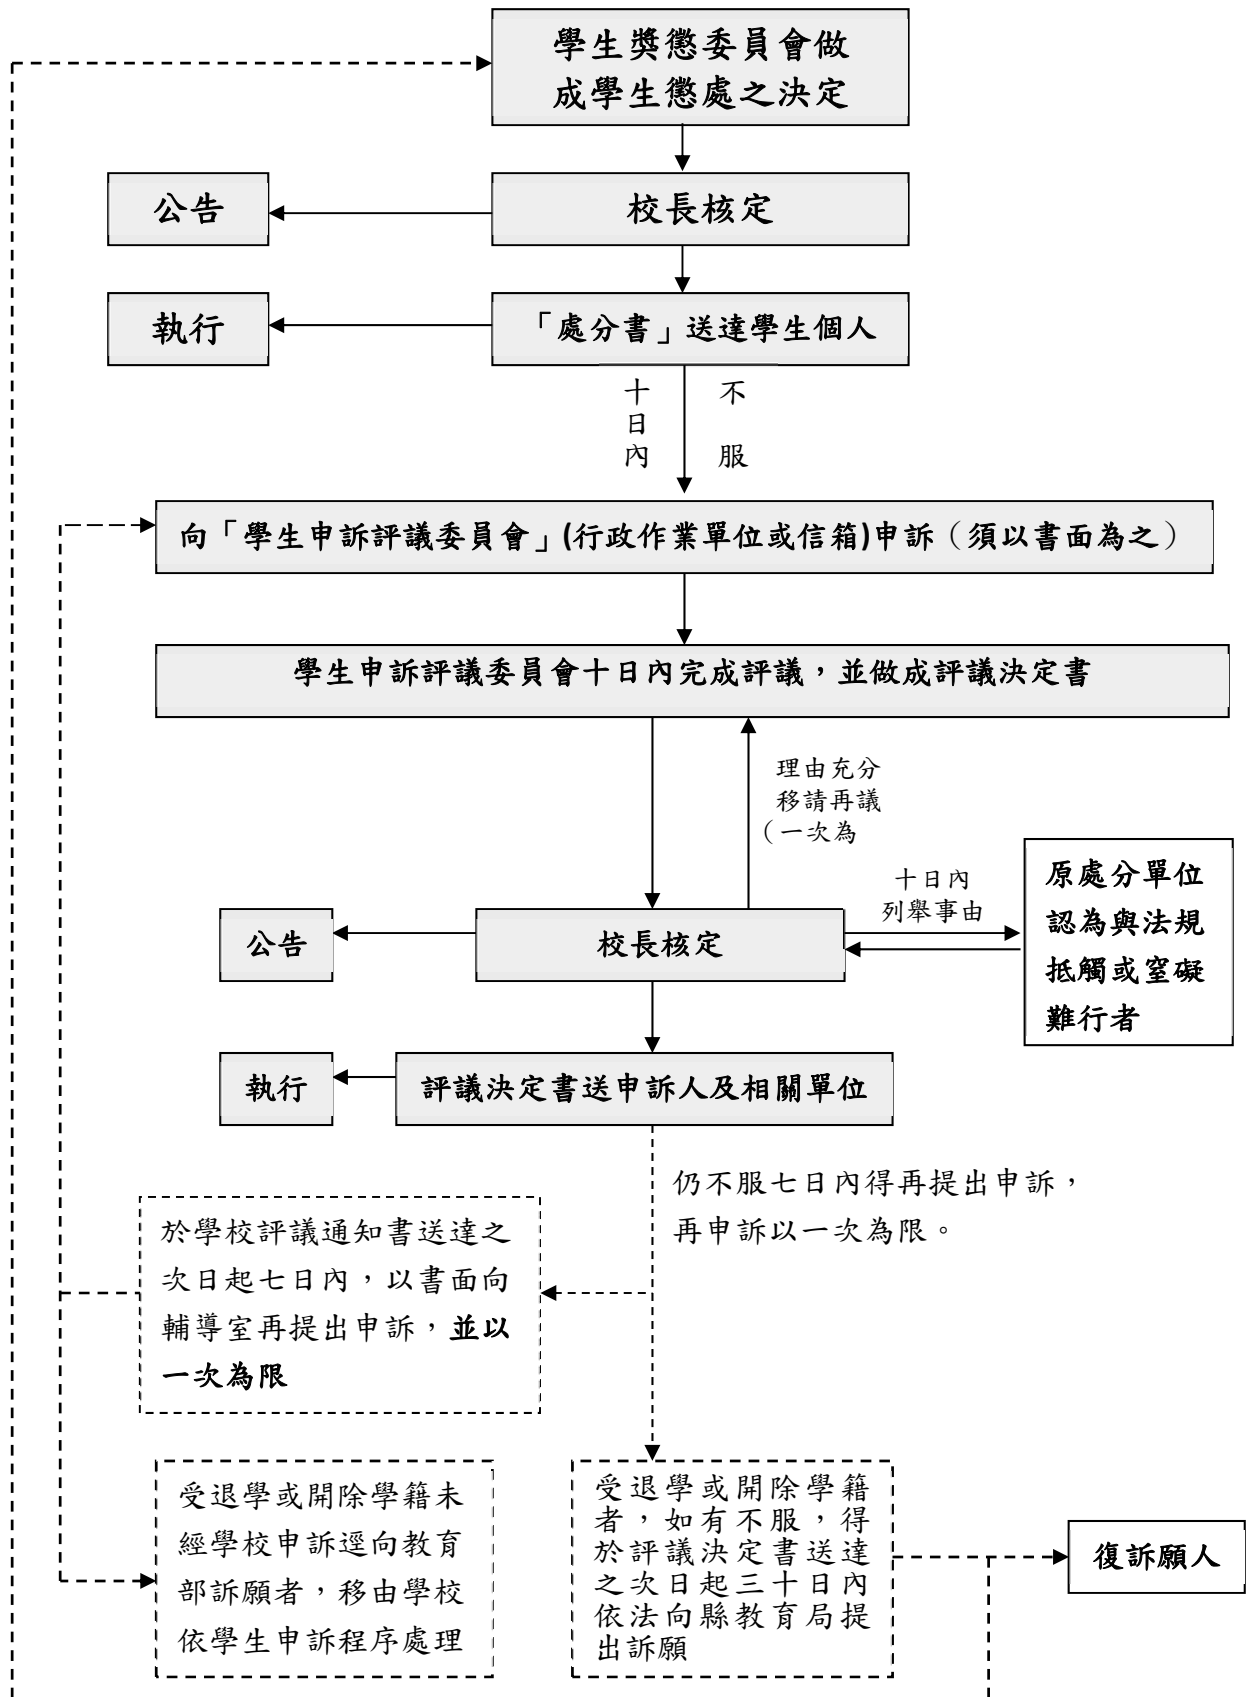 學生獎懲委員會做
成學生懲處之決定
公告
校長核定
執行
「處分書」送達學生個人
十日內
不服
向「學生申訴評議委員會」(行政作業單位或信箱)申訴（須以書面為之）
學生申訴評議委員會十日內完成評議，並做成評議決定書
理由充分
移請再議
（一次為
十日內
列舉事由
原處分單位
認為與法規
抵觸或窒礙
難行者
公告
校長核定
執行
評議決定書送申訴人及相關單位
仍不服七日內得再提出申訴，
再申訴以一次為限。
於學校評議通知書送達之
次日起七日內，以書面向
輔導室再提出申訴，並以
一次為限
受退學或開除學籍未
經學校申訴逕向教育
部訴願者，移由學校
依學生申訴程序處理
受退學或開除學籍
者，如有不服，得
於評議決定書送達
之次日起三十日內
依法向縣教育局提
出訴願
復訴願人